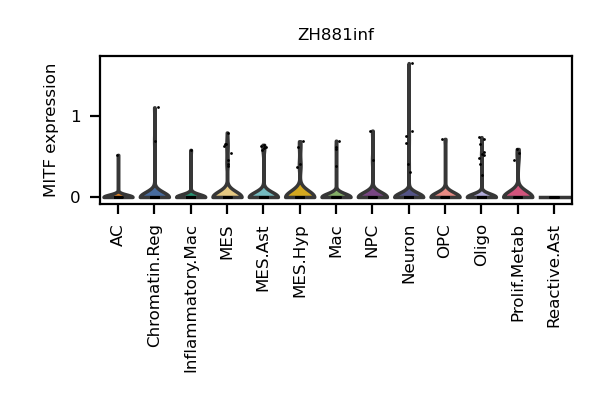 ZH881inf
MITF expression
1
0
AC
Chromatin.Reg
Inflammatory.Mac
MES
MES.Ast
MES.Hyp
Mac
NPC
Neuron
OPC
Oligo
Prolif.Metab
Reactive.Ast